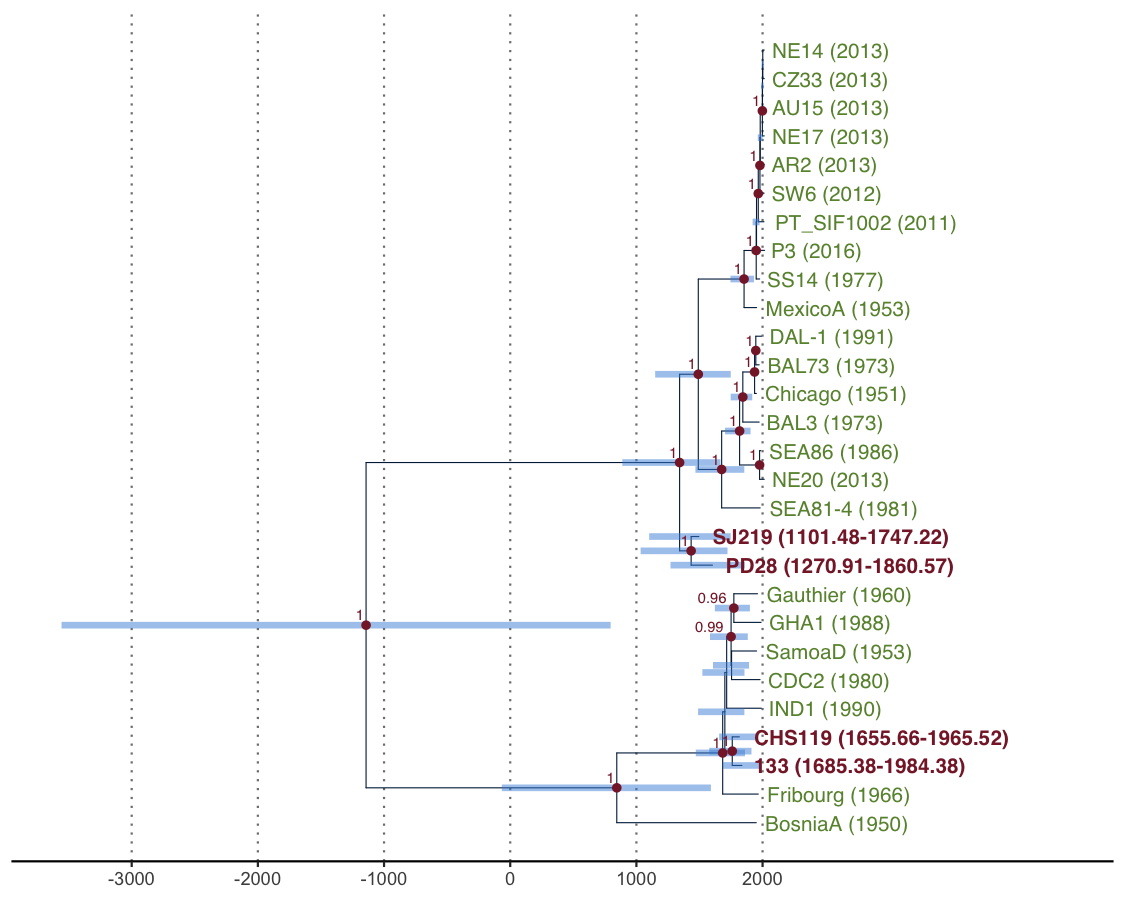 NE14 (2013)
CZ33 (2013)
1
AU15 (2013)
NE17 (2013)
1
AR2 (2013)
1
SW6 (2012)
PT_SIF1002 (2011)
1
P3 (2016)
1
SS14 (1977)
MexicoA (1953)
1
DAL-1 (1991)
1
BAL73 (1973)
1
1
Chicago (1951)
1
BAL3 (1973)
1
1
1
SEA86 (1986)
NE20 (2013)
SEA81-4 (1981)
1
SJ219 (1101.48-1747.22)
PD28 (1270.91-1860.57)
0.96
Gauthier (1960)
1
GHA1 (1988)
0.99
SamoaD (1953)
CDC2 (1980)
IND1 (1990)
1
1
CHS119 (1655.66-1965.52)
133 (1685.38-1984.38)
1
Fribourg (1966)
BosniaA (1950)
-3000
-2000
-1000
0
1000
2000